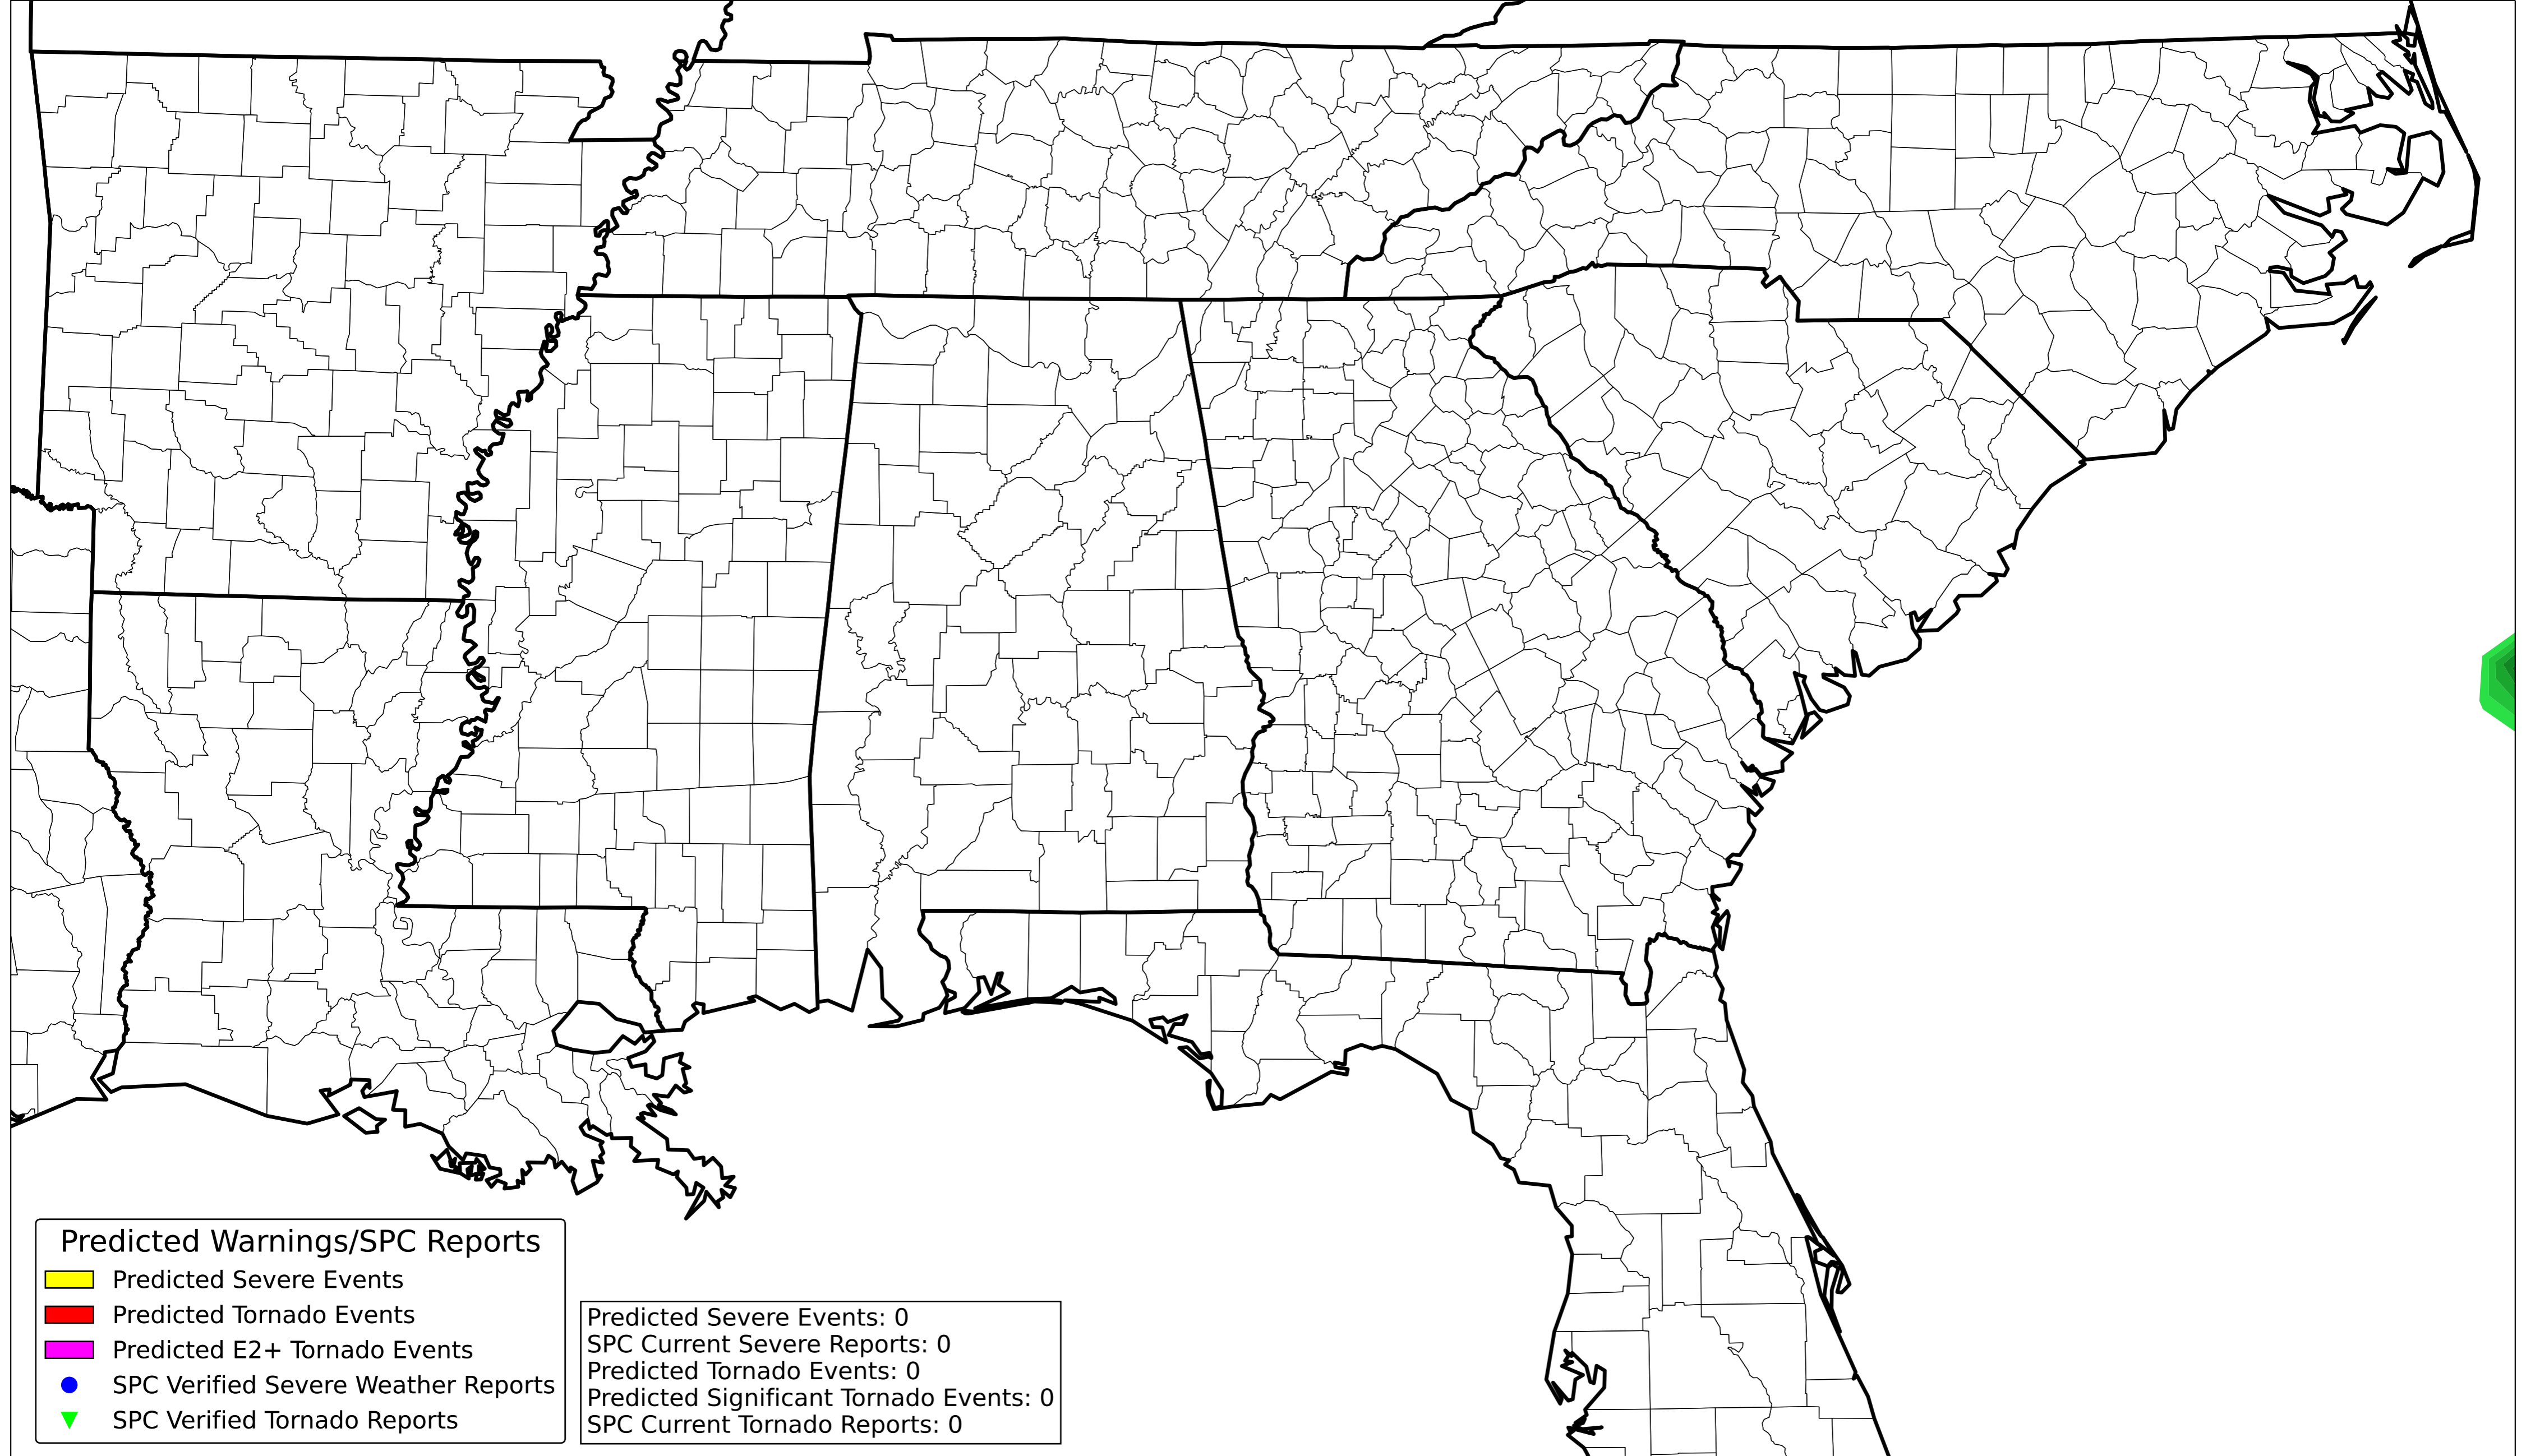 Predicted Warnings/SPC Reports
Predicted Severe Events
Predicted Tornado Events
Predicted E2+ Tornado Events
SPC Verified Severe Weather Reports
SPC Verified Tornado Reports
Predicted Severe Events: 0
SPC Current Severe Reports: 0
Predicted Tornado Events: 0
Predicted Significant Tornado Events: 0
SPC Current Tornado Reports: 0